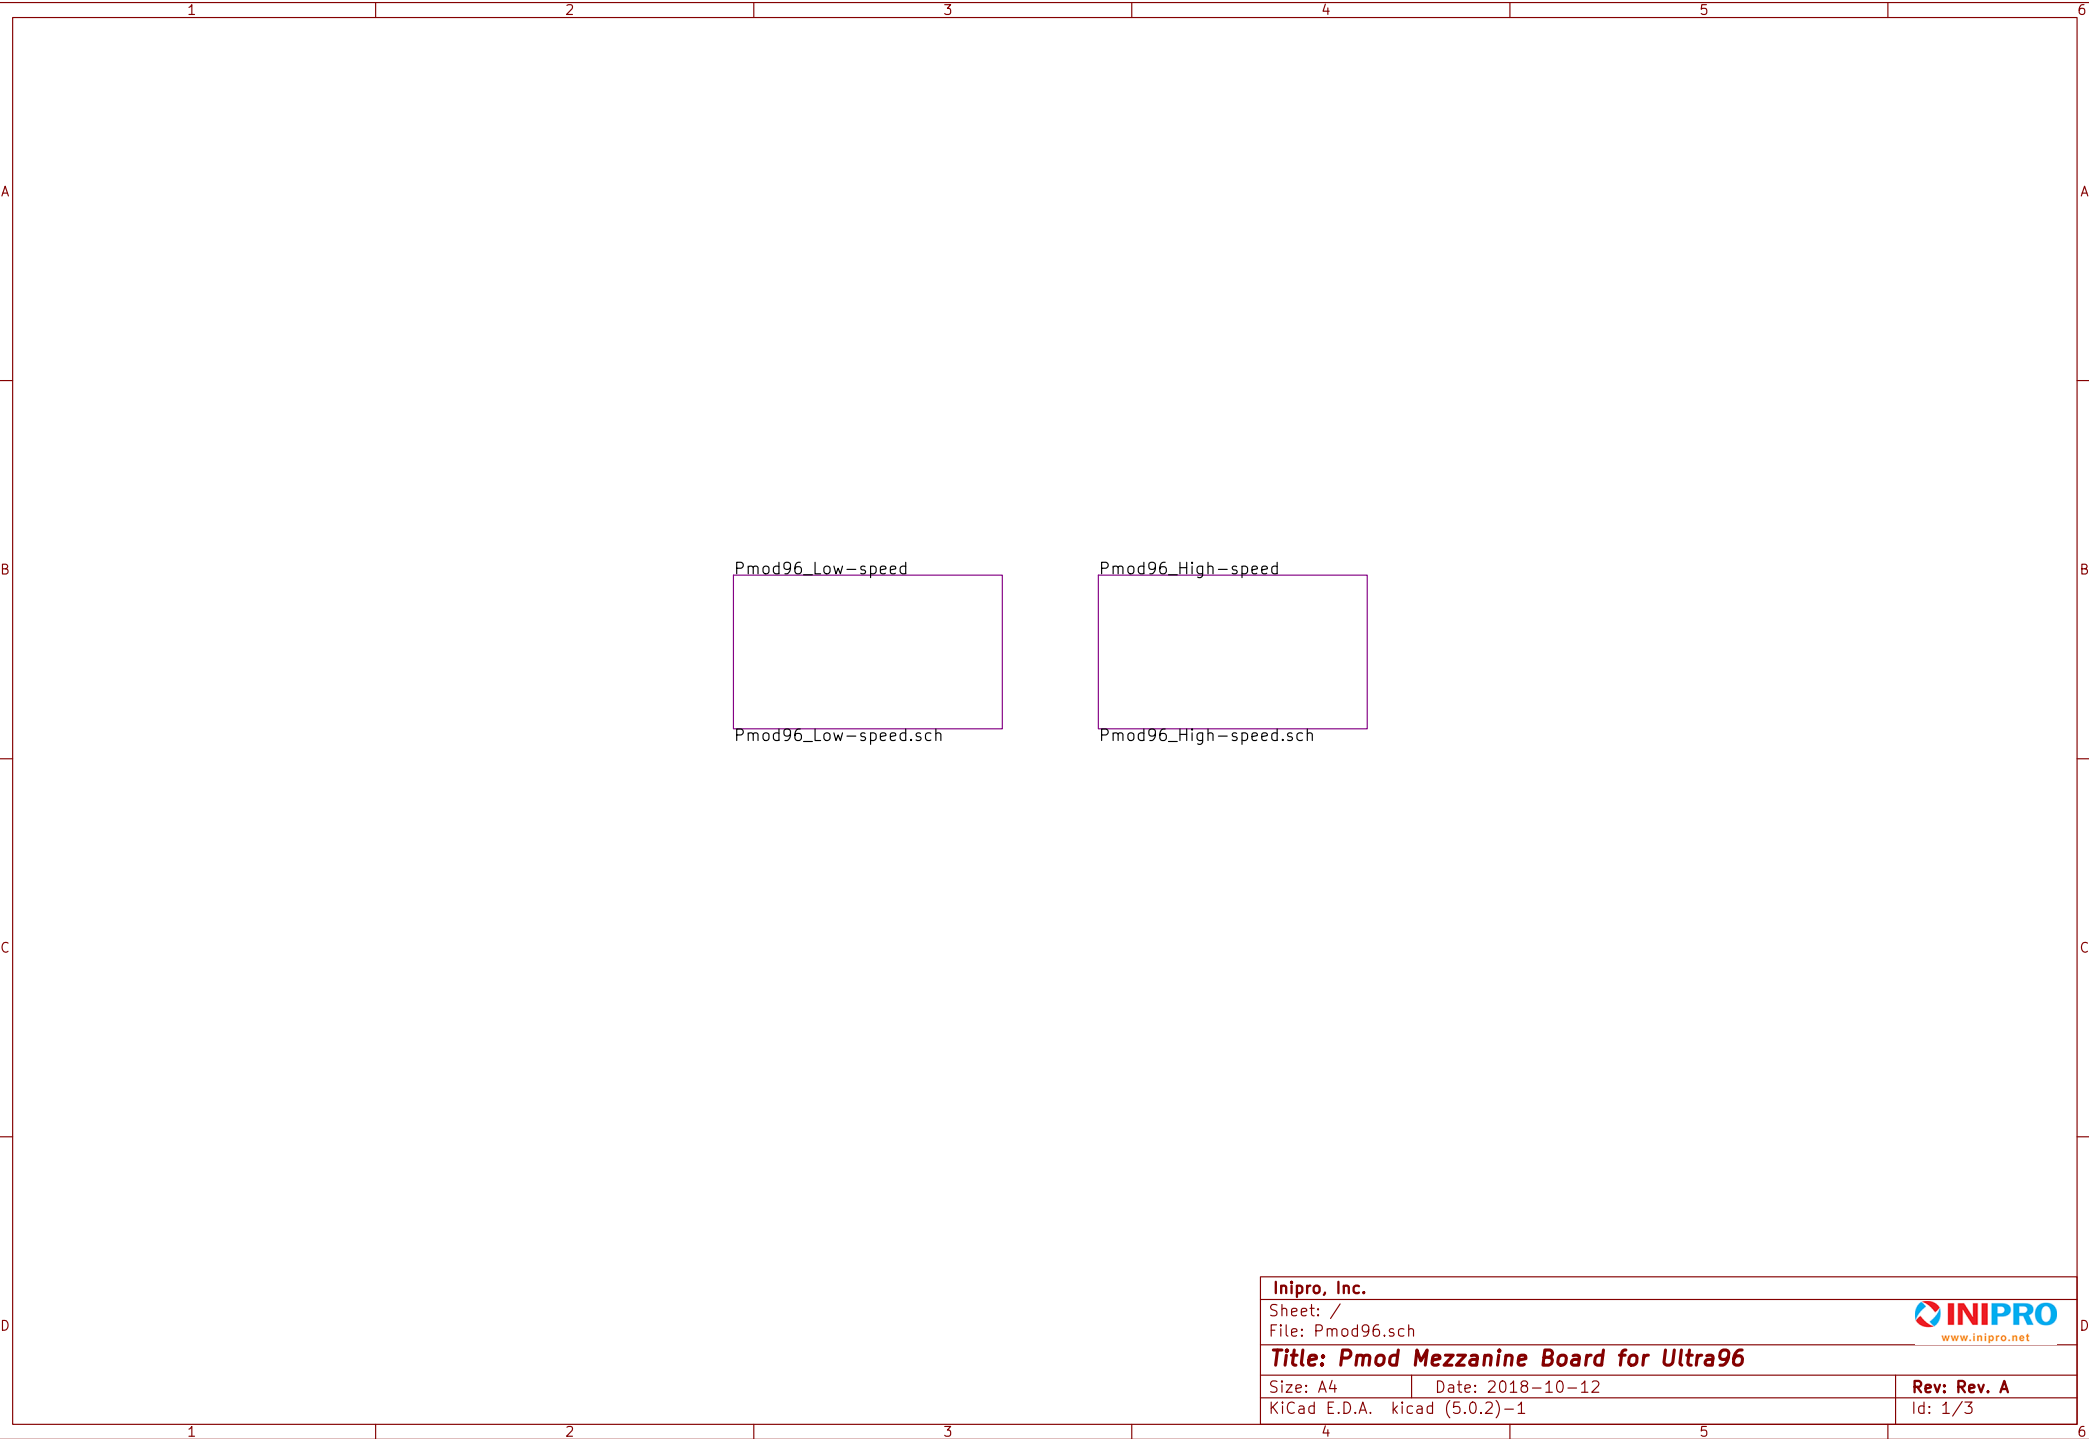 1 2 3 4 5 6
A A
Pmod96_Low-speed Pmod96_High-speed
B B
Pmod96_Low-speed.sch Pmod96_High-speed.sch
C C
Inipro, Inc.
Sheet: /
File: Pmod96.sch
INIPRO
www.inipro.net
D D
Title: Pmod Mezzanine Board for Ultra96
Size: A4 Date: 2018-10-12 Rev: Rev. A
KiCad E.D.A. kicad (5.0.2)-1 Id: 1/3
1 2 3 4 5 6